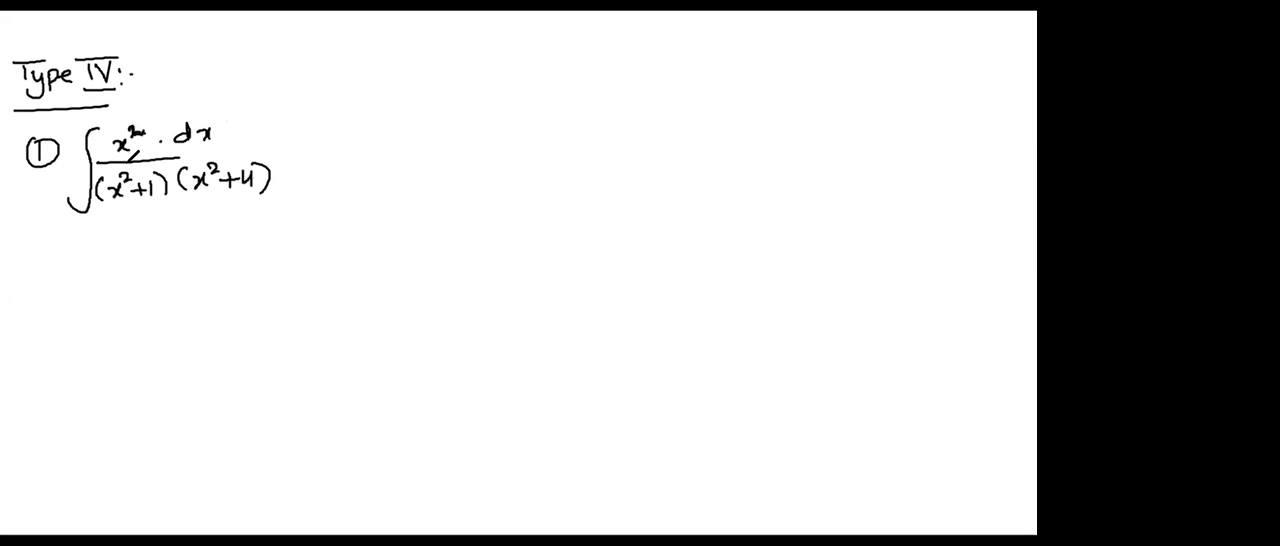 Type IV:-
① ∫ x² · dx / (x²+1) (x²+4)